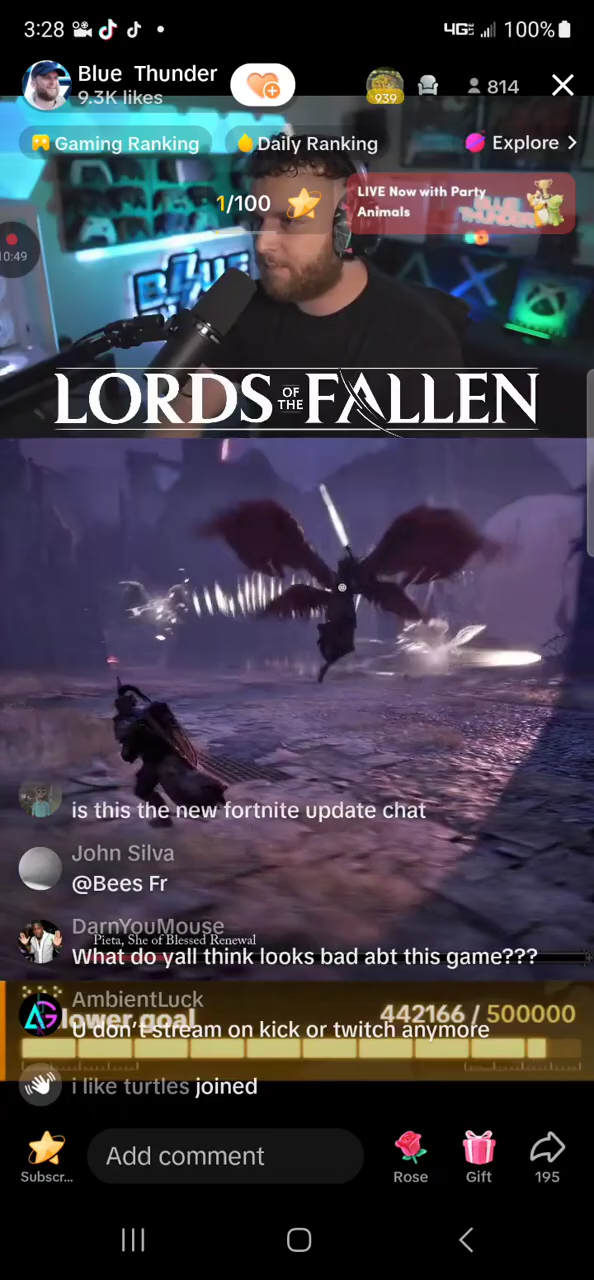 3:28
4G
100%
Blue Thunder
9.3K likes
939
814
Gaming Ranking
Daily Ranking
Explore
1/100
LIVE Now with Party
Animals
10:49
BLUE
THUNDER
LORDS OF THE FALLEN
is this the new fortnite update chat
John Silva
@Bees Fr
DarnYouMouse
Pieta, She of Blessed Renewal
What do yall think looks bad abt this game???
AmbientLuck
lower goal
442166 / 500000
U don't stream on kick or twitch anymore
i like turtles joined
Subscr...
Add comment
Rose
Gift
195